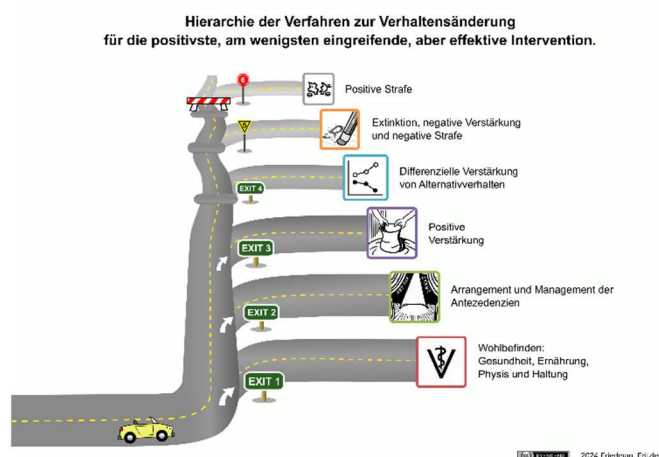 Hierarchie der Verfahren zur Verhaltensänderung
für die positivste, am wenigsten eingreifende, aber effektive Intervention.
Positive Strafe
Extinktion, negative Verstärkung
und negative Strafe
Differenzielle Verstärkung
von Alternativverhalten
EXIT 4
Positive
Verstärkung
EXIT 3
Arrangement und Management der
Antezedenzien
EXIT 2
Wohlbefinden:
Gesundheit, Ernährung,
Physis und Haltung
EXIT 1
2024